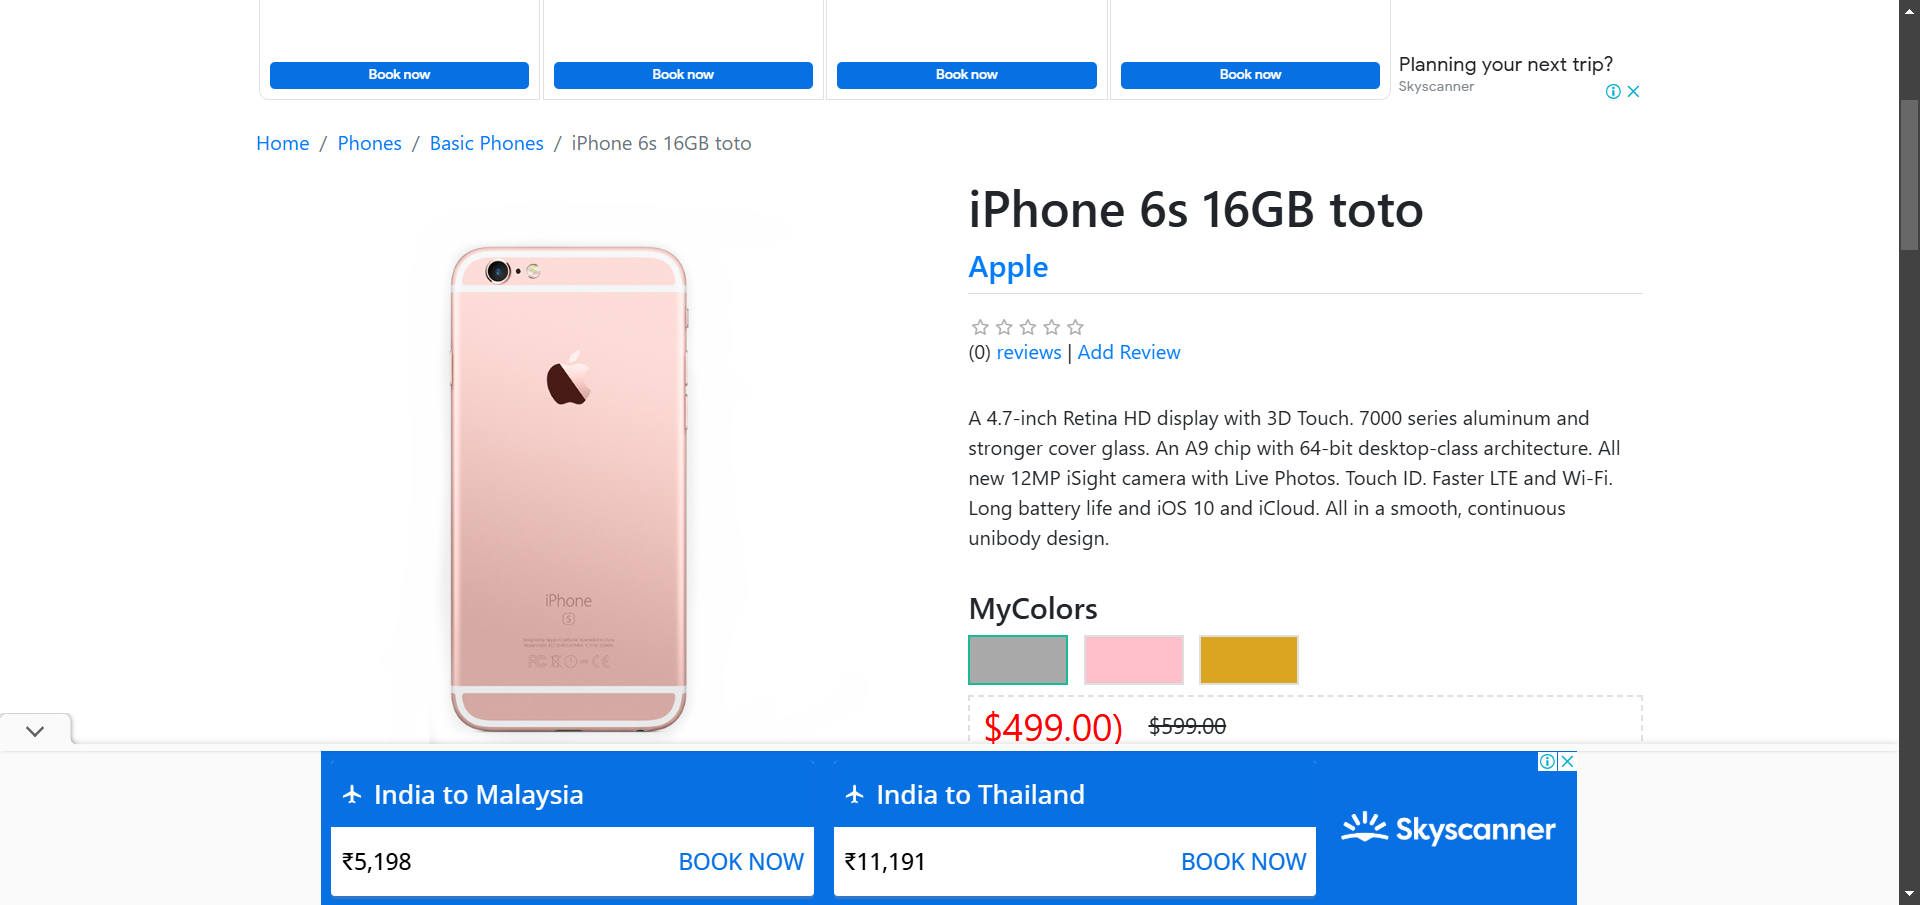 Book now
Book now
Book now
Book now
Planning your next trip?
Skyscanner
Home / Phones / Basic Phones / iPhone 6s 16GB toto
iPhone 6s 16GB toto
Apple
(0) reviews | Add Review
A 4.7-inch Retina HD display with 3D Touch. 7000 series aluminum and
stronger cover glass. An A9 chip with 64-bit desktop-class architecture. All
new 12MP iSight camera with Live Photos. Touch ID. Faster LTE and Wi-Fi.
Long battery life and iOS 10 and iCloud. All in a smooth, continuous
unibody design.
iPhone
S
MyColors
$499.00) $599.00
India to Malaysia
₹5,198 BOOK NOW
India to Thailand
₹11,191 BOOK NOW
Skyscanner